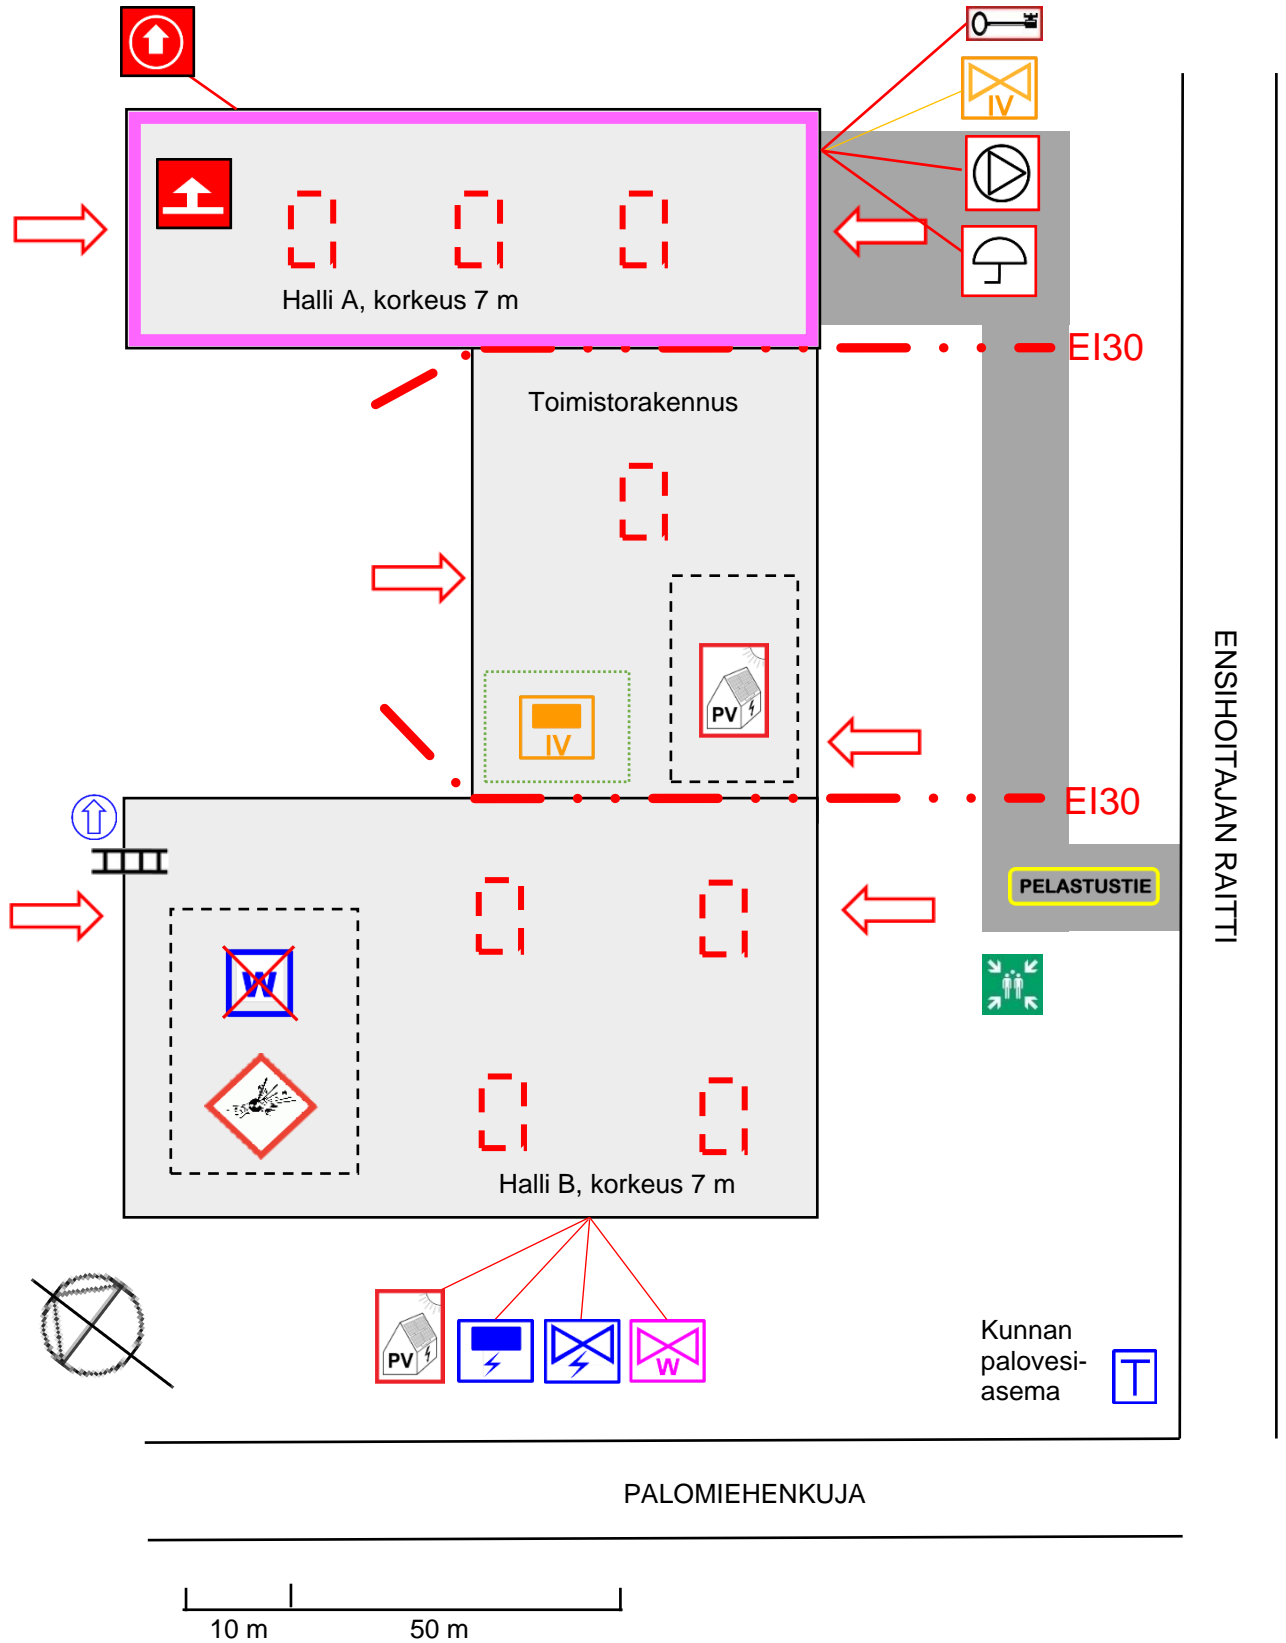 IV
Halli A, korkeus 7 m
EI30
Toimistorakennus
PV
IV
EI30
ENSIHOITAJAN RAITTI
PELASTUSTIE
W
Halli B, korkeus 7 m
PV
W
Kunnan
palovesi-
asema
T
PALOMIEHENKUJA
10 m 50 m